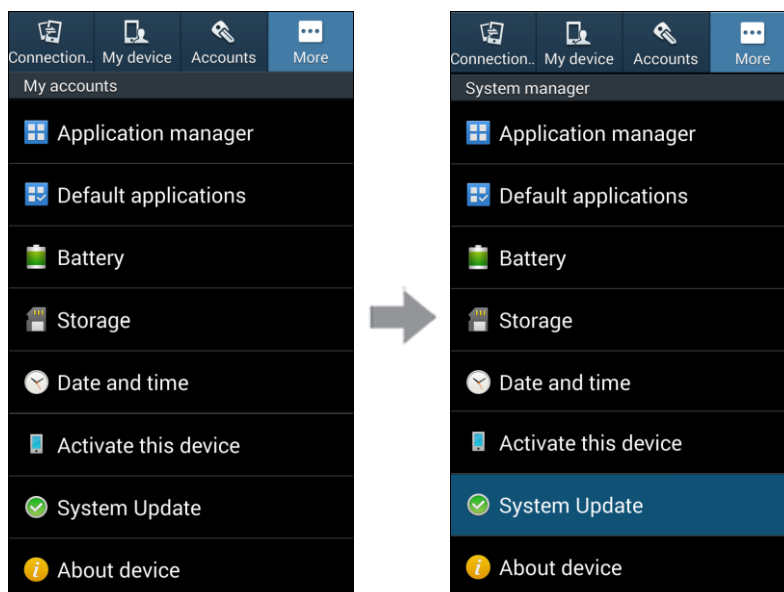 Connection.. My device Accounts More
My accounts
Application manager
Default applications
Battery
Storage
Date and time
Activate this device
System Update
About device
Connection.. My device Accounts More
System manager
Application manager
Default applications
Battery
Storage
Date and time
Activate this device
System Update
About device